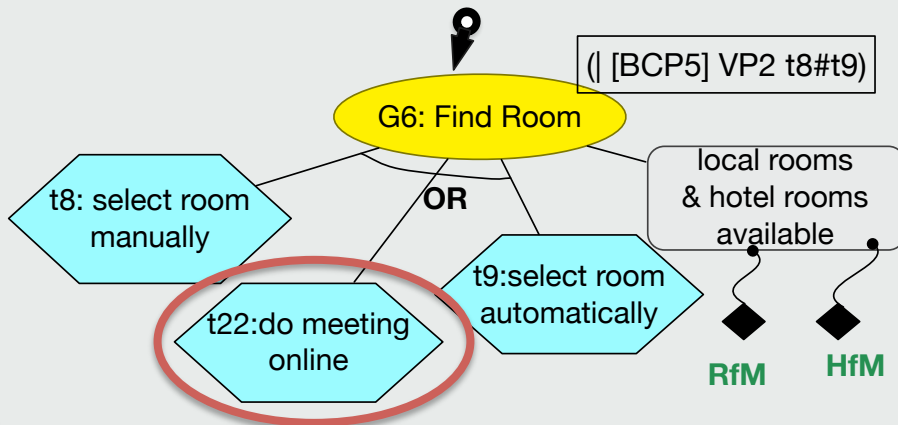 (| [BCP5] VP2 t8#t9)
G6: Find Room
t8: select room
manually
OR
local rooms
& hotel rooms
available
t22:do meeting
online
t9:select room
automatically
RfM
HfM